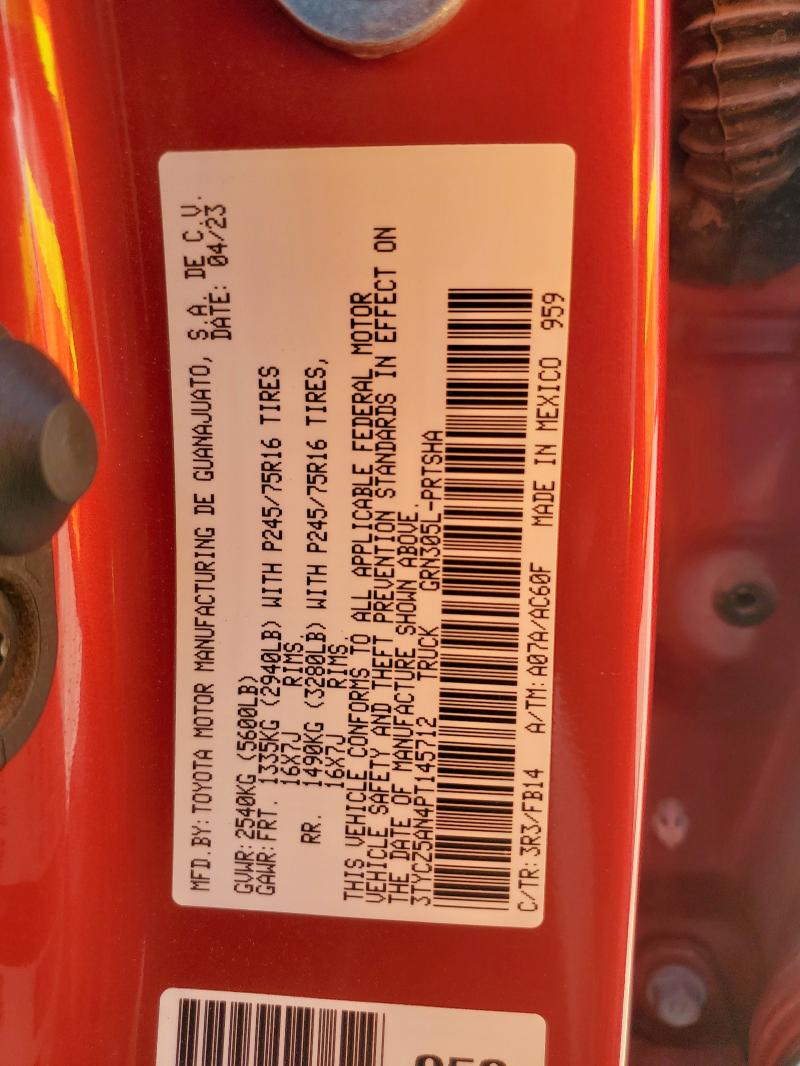 MFD.BY:TOYOTA MOTOR MANUFACTURING DE GUANAJUATO, S.A. DE C.V.
DATE: 04/23
GVWR:2540KG (5600LB)
GAWR:FRT. 1335KG (2940LB) WITH P245/75R16 TIRES
16X7J RIMS,
RR. 1490KG (3280LB) WITH P245/75R16 TIRES,
16X7J RIMS.
THIS VEHICLE CONFORMS TO ALL APPLICABLE FEDERAL MOTOR
VEHICLE SAFETY AND THEFT PREVENTION STANDARDS IN EFFECT ON
THE DATE OF MANUFACTURE SHOWN ABOVE.
3TYCZ5AN4PT145712 TRUCK GRN305L-PRTSHA
C/TR:3R3/FB14 A/TM:A07A/AC60F MADE IN MEXICO 959